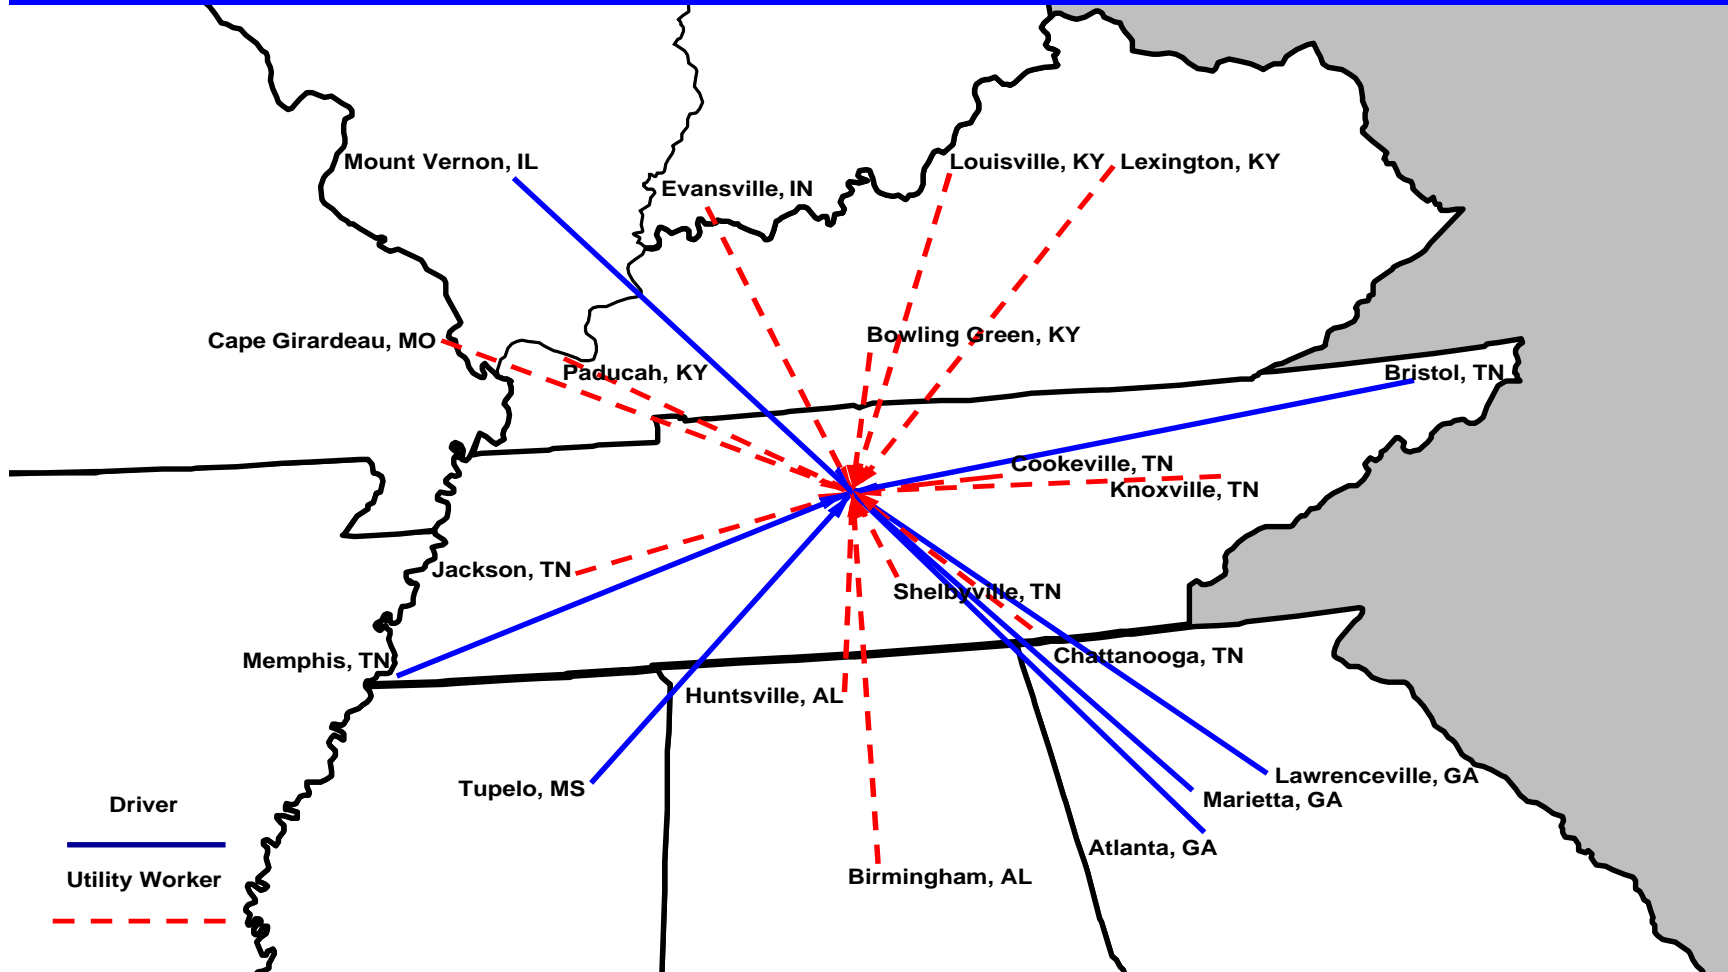 Mount Vernon, IL
Louisville, KY
Lexington, KY
Evansville, IN
Cape Girardeau, MO
Bowling Green, KY
Paducah, KY
Bristol, TN
Cookeville, TN
Knoxville, TN
Jackson, TN
Shelbyville, TN
Memphis, TN
Chattanooga, TN
Huntsville, AL
Tupelo, MS
Lawrenceville, GA
Marietta, GA
Driver
Atlanta, GA
Utility Worker
Birmingham, AL